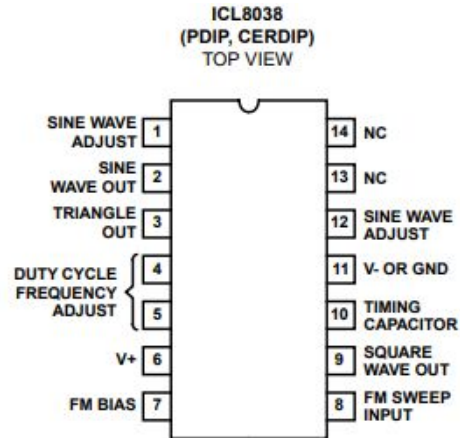 ICL8038
(PDIP, CERDIP)
TOP VIEW
SINE WAVE
ADJUST
1
SINE
WAVE OUT
2
TRIANGLE
OUT
3
DUTY CYCLE
FREQUENCY
ADJUST
4
5
V+
6
FM BIAS
7
14
NC
13
NC
12
SINE WAVE
ADJUST
11
V- OR GND
10
TIMING
CAPACITOR
9
SQUARE
WAVE OUT
8
FM SWEEP
INPUT